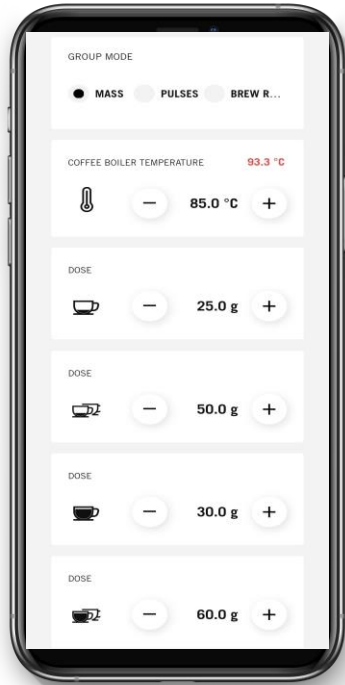 GROUP MODE
MASS PULSES BREW R...
COFFEE BOILER TEMPERATURE 93.3 °C
− 85.0 °C +
DOSE
− 25.0 g +
DOSE
− 50.0 g +
DOSE
− 30.0 g +
DOSE
− 60.0 g +